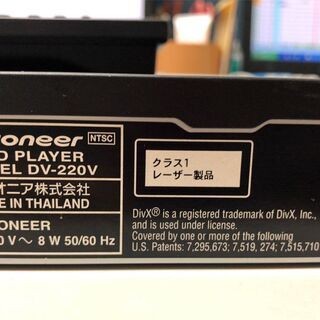 oneer NTSC
D PLAYER
EL DV-220V
オニア株式会社
E IN THAILAND
ONEER
0 V～ 8 W 50/60 Hz
クラス1
レーザー製品
DivX® is a registered trademark of DivX, Inc.,
and is used under license.
Covered by one or more of the following
U.S. Patents: 7,295,673; 7,519, 274; 7,515,710